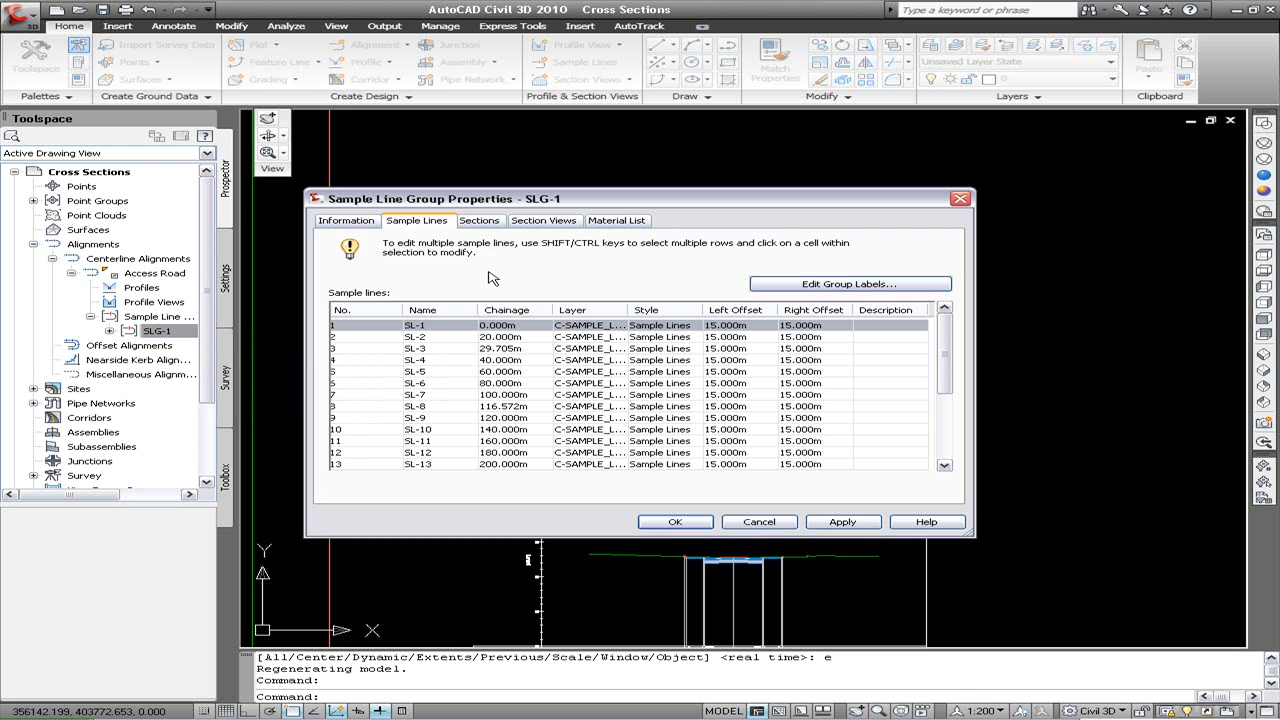 AutoCAD Civil 3D 2010 Cross Sections
Type a keyword or phrase
Home Insert Annotate Modify View Output Manage Analyze Express Tools Insert AutoTrack
Toolspace
Import Survey Data
Points
Surfaces
Plot
Feature Line
Grading
Alignment
Profile
Corridor
Junction
Assembly
Pipe Network
Profile View
Sample Lines
Section Views
Match Properties
Unsaved Layer State
0
Paste
Palettes Create Ground Data Create Design Profile & Section Views Draw Modify Layers Clipboard
Toolspace
Active Drawing View
Cross Sections
Points
Point Groups
Point Clouds
Surfaces
Alignments
Centerline Alignments
Access Road
Profiles
Profile Views
Sample Line ...
SLG-1
Offset Alignments
Nearside Kerb Align...
Miscellaneous Alignm...
Sites
Pipe Networks
Corridors
Assemblies
Subassemblies
Junctions
Survey
Prospector
Settings
Survey
Toolbox
View
Sample Line Group Properties - SLG-1
Information Sample Lines Sections Section Views Material List
To edit multiple sample lines, use SHIFT/CTRL keys to select multiple rows and click on a cell within
selection to modify.
Edit Group Labels...
Sample lines:
No. Name Chainage Layer Style Left Offset Right Offset Description
1 SL-1 0.000m C-SAMPLE_L... Sample Lines 15.000m 15.000m
2 SL-2 20.000m C-SAMPLE_L... Sample Lines 15.000m 15.000m
3 SL-3 29.705m C-SAMPLE_L... Sample Lines 15.000m 15.000m
4 SL-4 40.000m C-SAMPLE_L... Sample Lines 15.000m 15.000m
5 SL-5 60.000m C-SAMPLE_L... Sample Lines 15.000m 15.000m
6 SL-6 80.000m C-SAMPLE_L... Sample Lines 15.000m 15.000m
7 SL-7 100.000m C-SAMPLE_L... Sample Lines 15.000m 15.000m
8 SL-8 116.572m C-SAMPLE_L... Sample Lines 15.000m 15.000m
9 SL-9 120.000m C-SAMPLE_L... Sample Lines 15.000m 15.000m
10 SL-10 140.000m C-SAMPLE_L... Sample Lines 15.000m 15.000m
11 SL-11 160.000m C-SAMPLE_L... Sample Lines 15.000m 15.000m
12 SL-12 180.000m C-SAMPLE_L... Sample Lines 15.000m 15.000m
13 SL-13 200.000m C-SAMPLE_L... Sample Lines 15.000m 15.000m
OK Cancel Apply Help
Y
X
[All/Center/Dynamic/Extents/Previous/Scale/Window/Object] <real time>: e
Regenerating model.
Command:
Command:
356142.199, 403772.653, 0.000
MODEL
1:200
Civil 3D